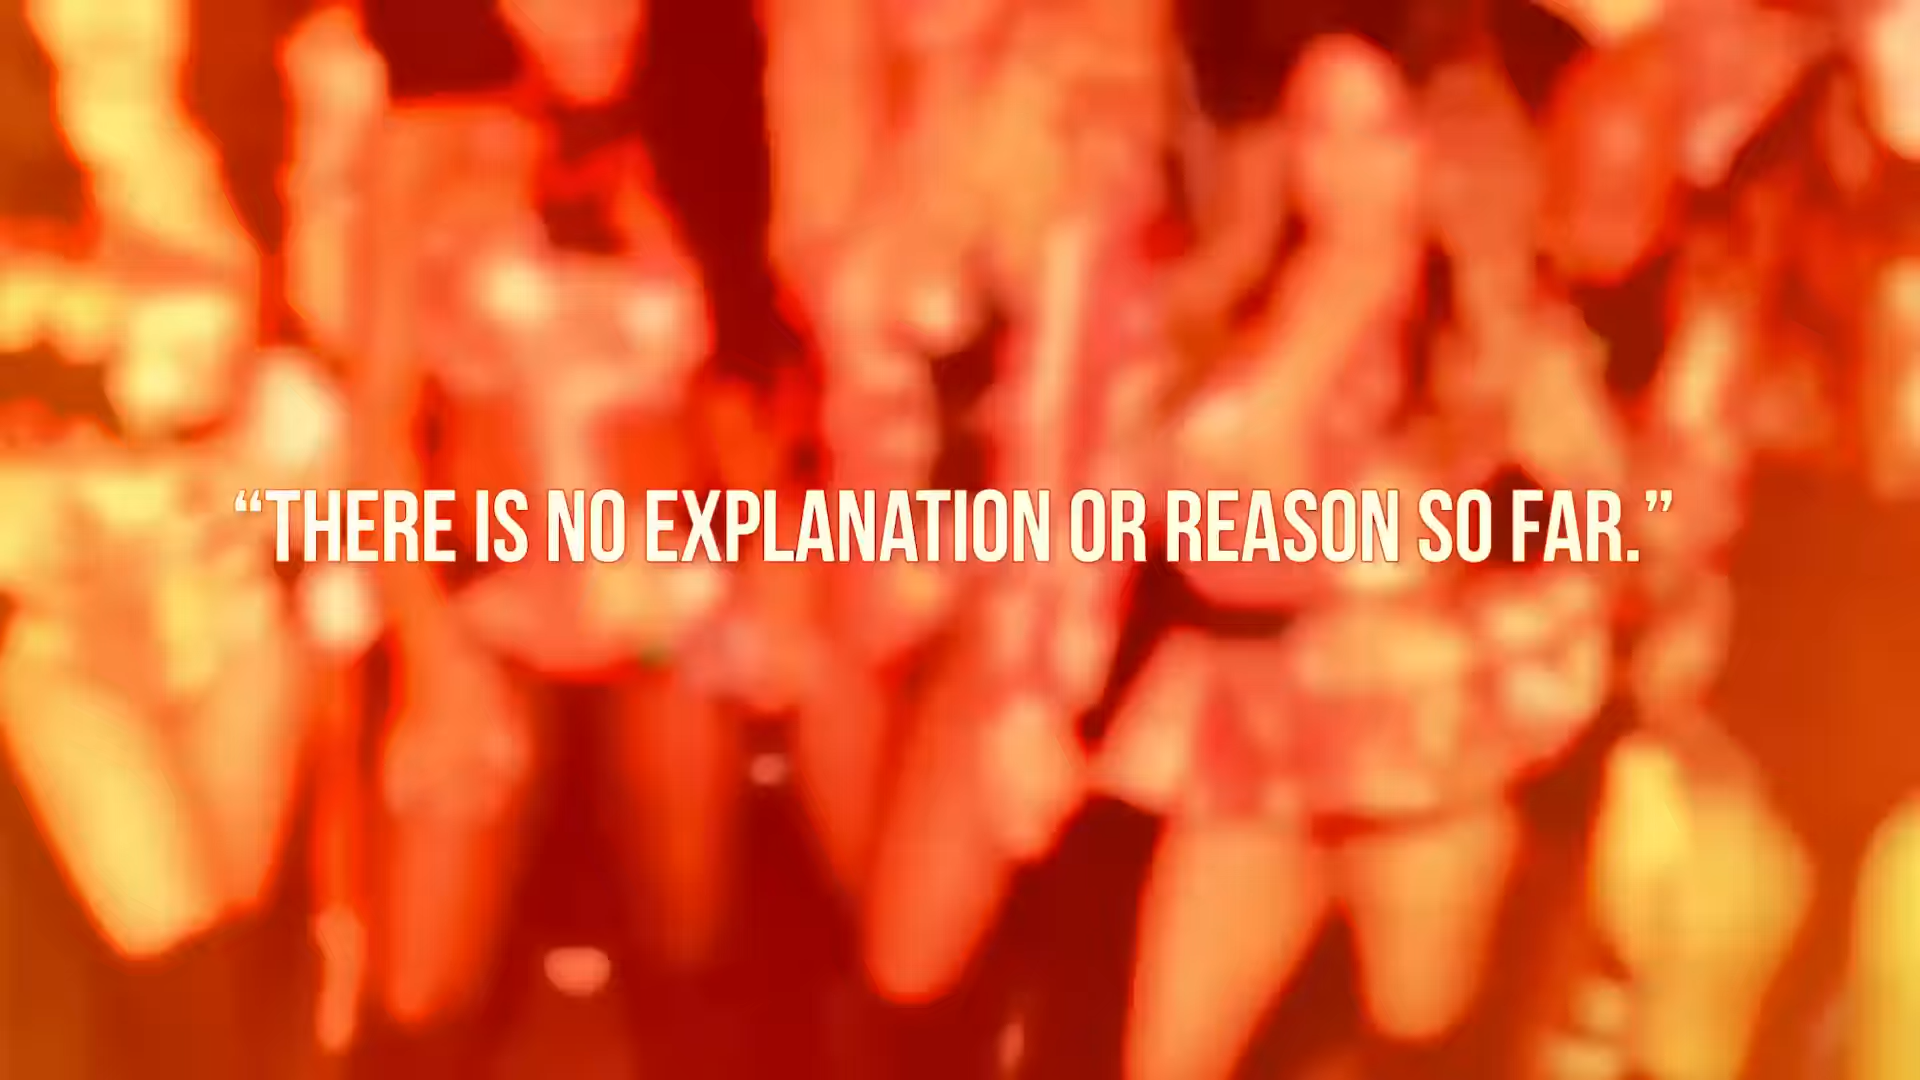 “THERE IS NO EXPLANATION OR REASON SO FAR.”